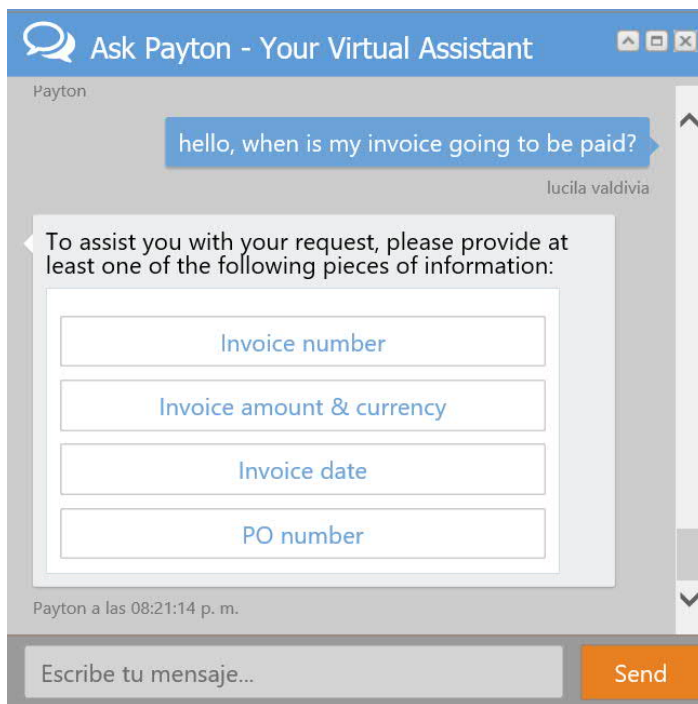 Ask Payton - Your Virtual Assistant
Payton
hello, when is my invoice going to be paid?
lucila valdivia
To assist you with your request, please provide at
least one of the following pieces of information:
Invoice number
Invoice amount & currency
Invoice date
PO number
Payton a las 08:21:14 p. m.
Escribe tu mensaje...
Send